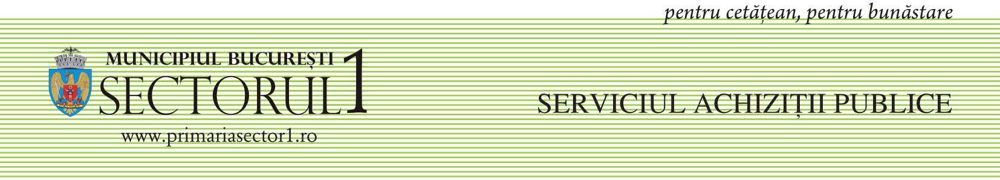 pentru cetățean, pentru bunăstare
MUNICIPIUL BUCUREȘTI
SECTORUL 1
SERVICIUL ACHIZIȚII PUBLICE
www.primariasector1.ro